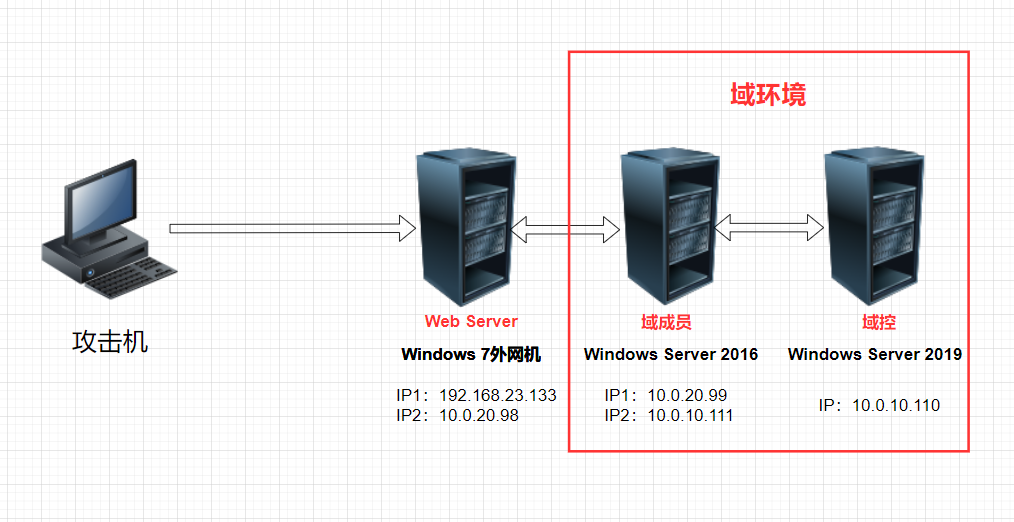 域环境
攻击机
Web Server
Windows 7外网机
IP1：192.168.23.133
IP2：10.0.20.98
域成员
Windows Server 2016
IP1：10.0.20.99
IP2：10.0.10.111
域控
Windows Server 2019
IP：10.0.10.110